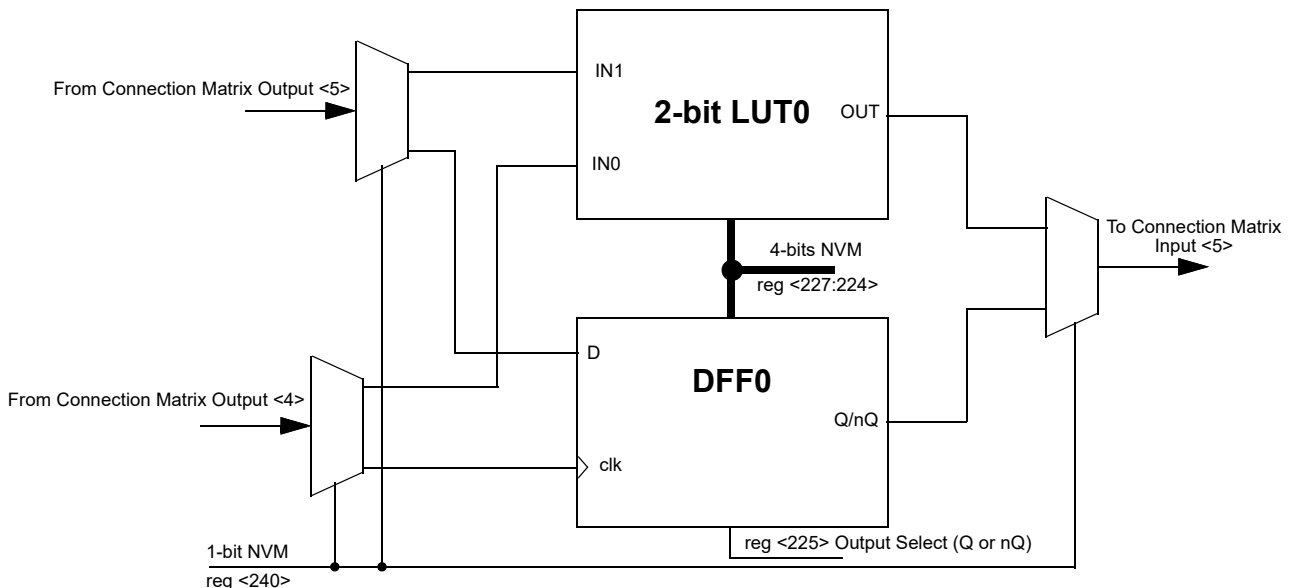 From Connection Matrix Output <5>
IN1
2-bit LUT0
OUT
IN0
To Connection Matrix
Input <5>
4-bits NVM
reg <227:224>
D
DFF0
From Connection Matrix Output <4>
Q/nQ
clk
reg <225> Output Select (Q or nQ)
1-bit NVM
reg <240>